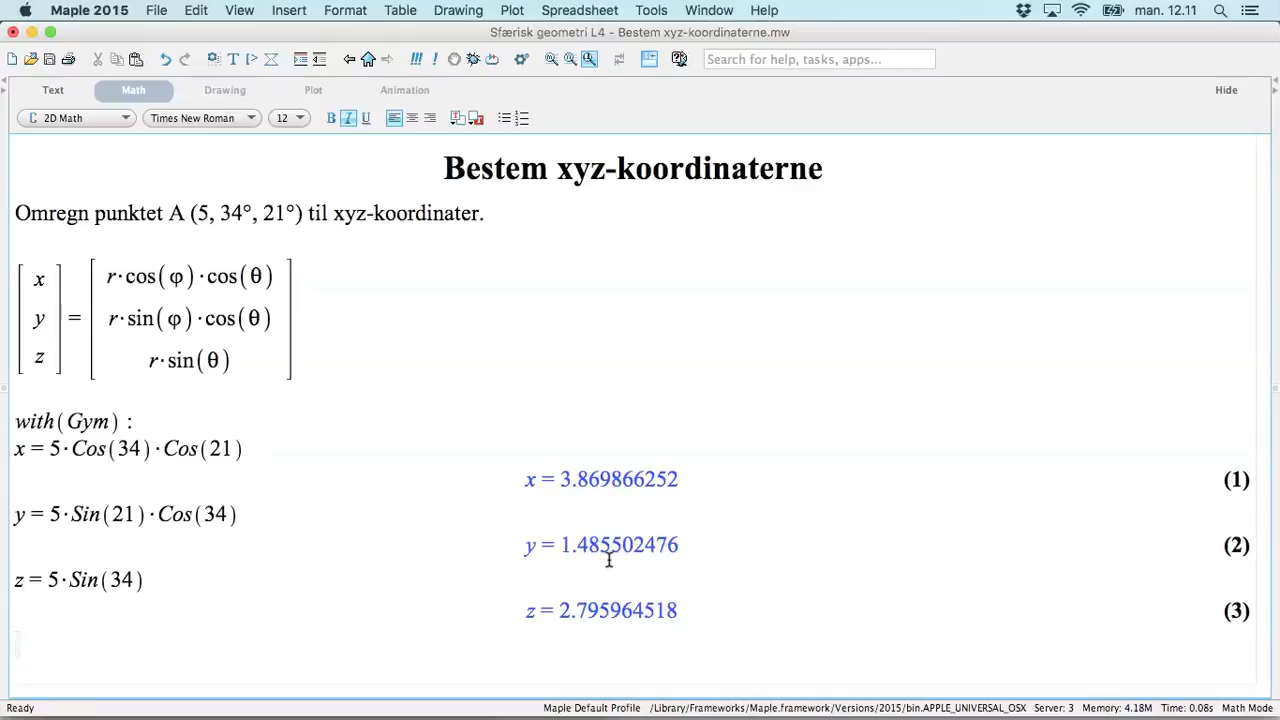 Maple 2015 File Edit View Insert Format Table Drawing Plot Spreadsheet Tools Window Help man. 12.11
Sfærisk geometri L4 - Bestem xyz-koordinaterne.mw
Search for help, tasks, apps...
Text Math Drawing Plot Animation Hide
C 2D Math Times New Roman 12 B I U
Bestem xyz-koordinaterne
Omregn punktet A (5, 34°, 21°) til xyz-koordinater.
x r·cos(φ)·cos(θ)
y = r·sin(φ)·cos(θ)
z r·sin(θ)
with(Gym) :
x = 5·Cos(34)·Cos(21)
x = 3.869866252 (1)
y = 5·Sin(21)·Cos(34)
y = 1.485502476 (2)
z = 5·Sin(34)
z = 2.795964518 (3)
Ready Maple Default Profile /Library/Frameworks/Maple.framework/Versions/2015/bin.APPLE_UNIVERSAL_OSX Server: 3 Memory: 4.18M Time: 0.08s Math Mode